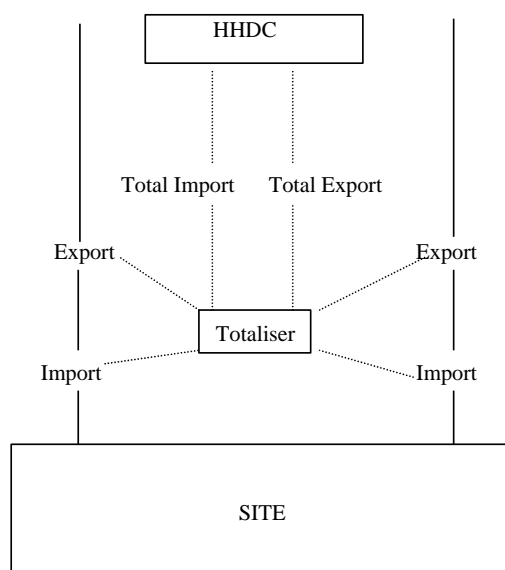 HHDC
Total Import Total Export
Export Export
Totaliser
Import Import
SITE